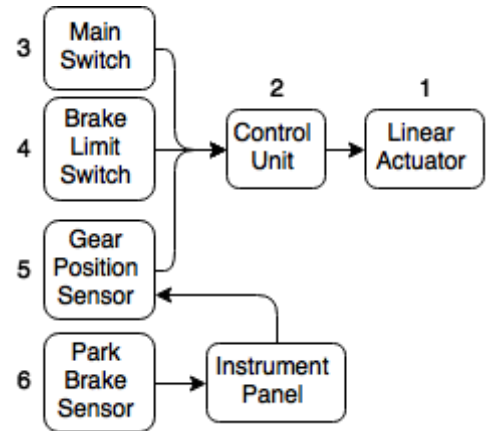 3
Main
Switch
4
Brake
Limit
Switch
2
Control
Unit
1
Linear
Actuator
5
Gear
Position
Sensor
6
Park
Brake
Sensor
Instrument
Panel